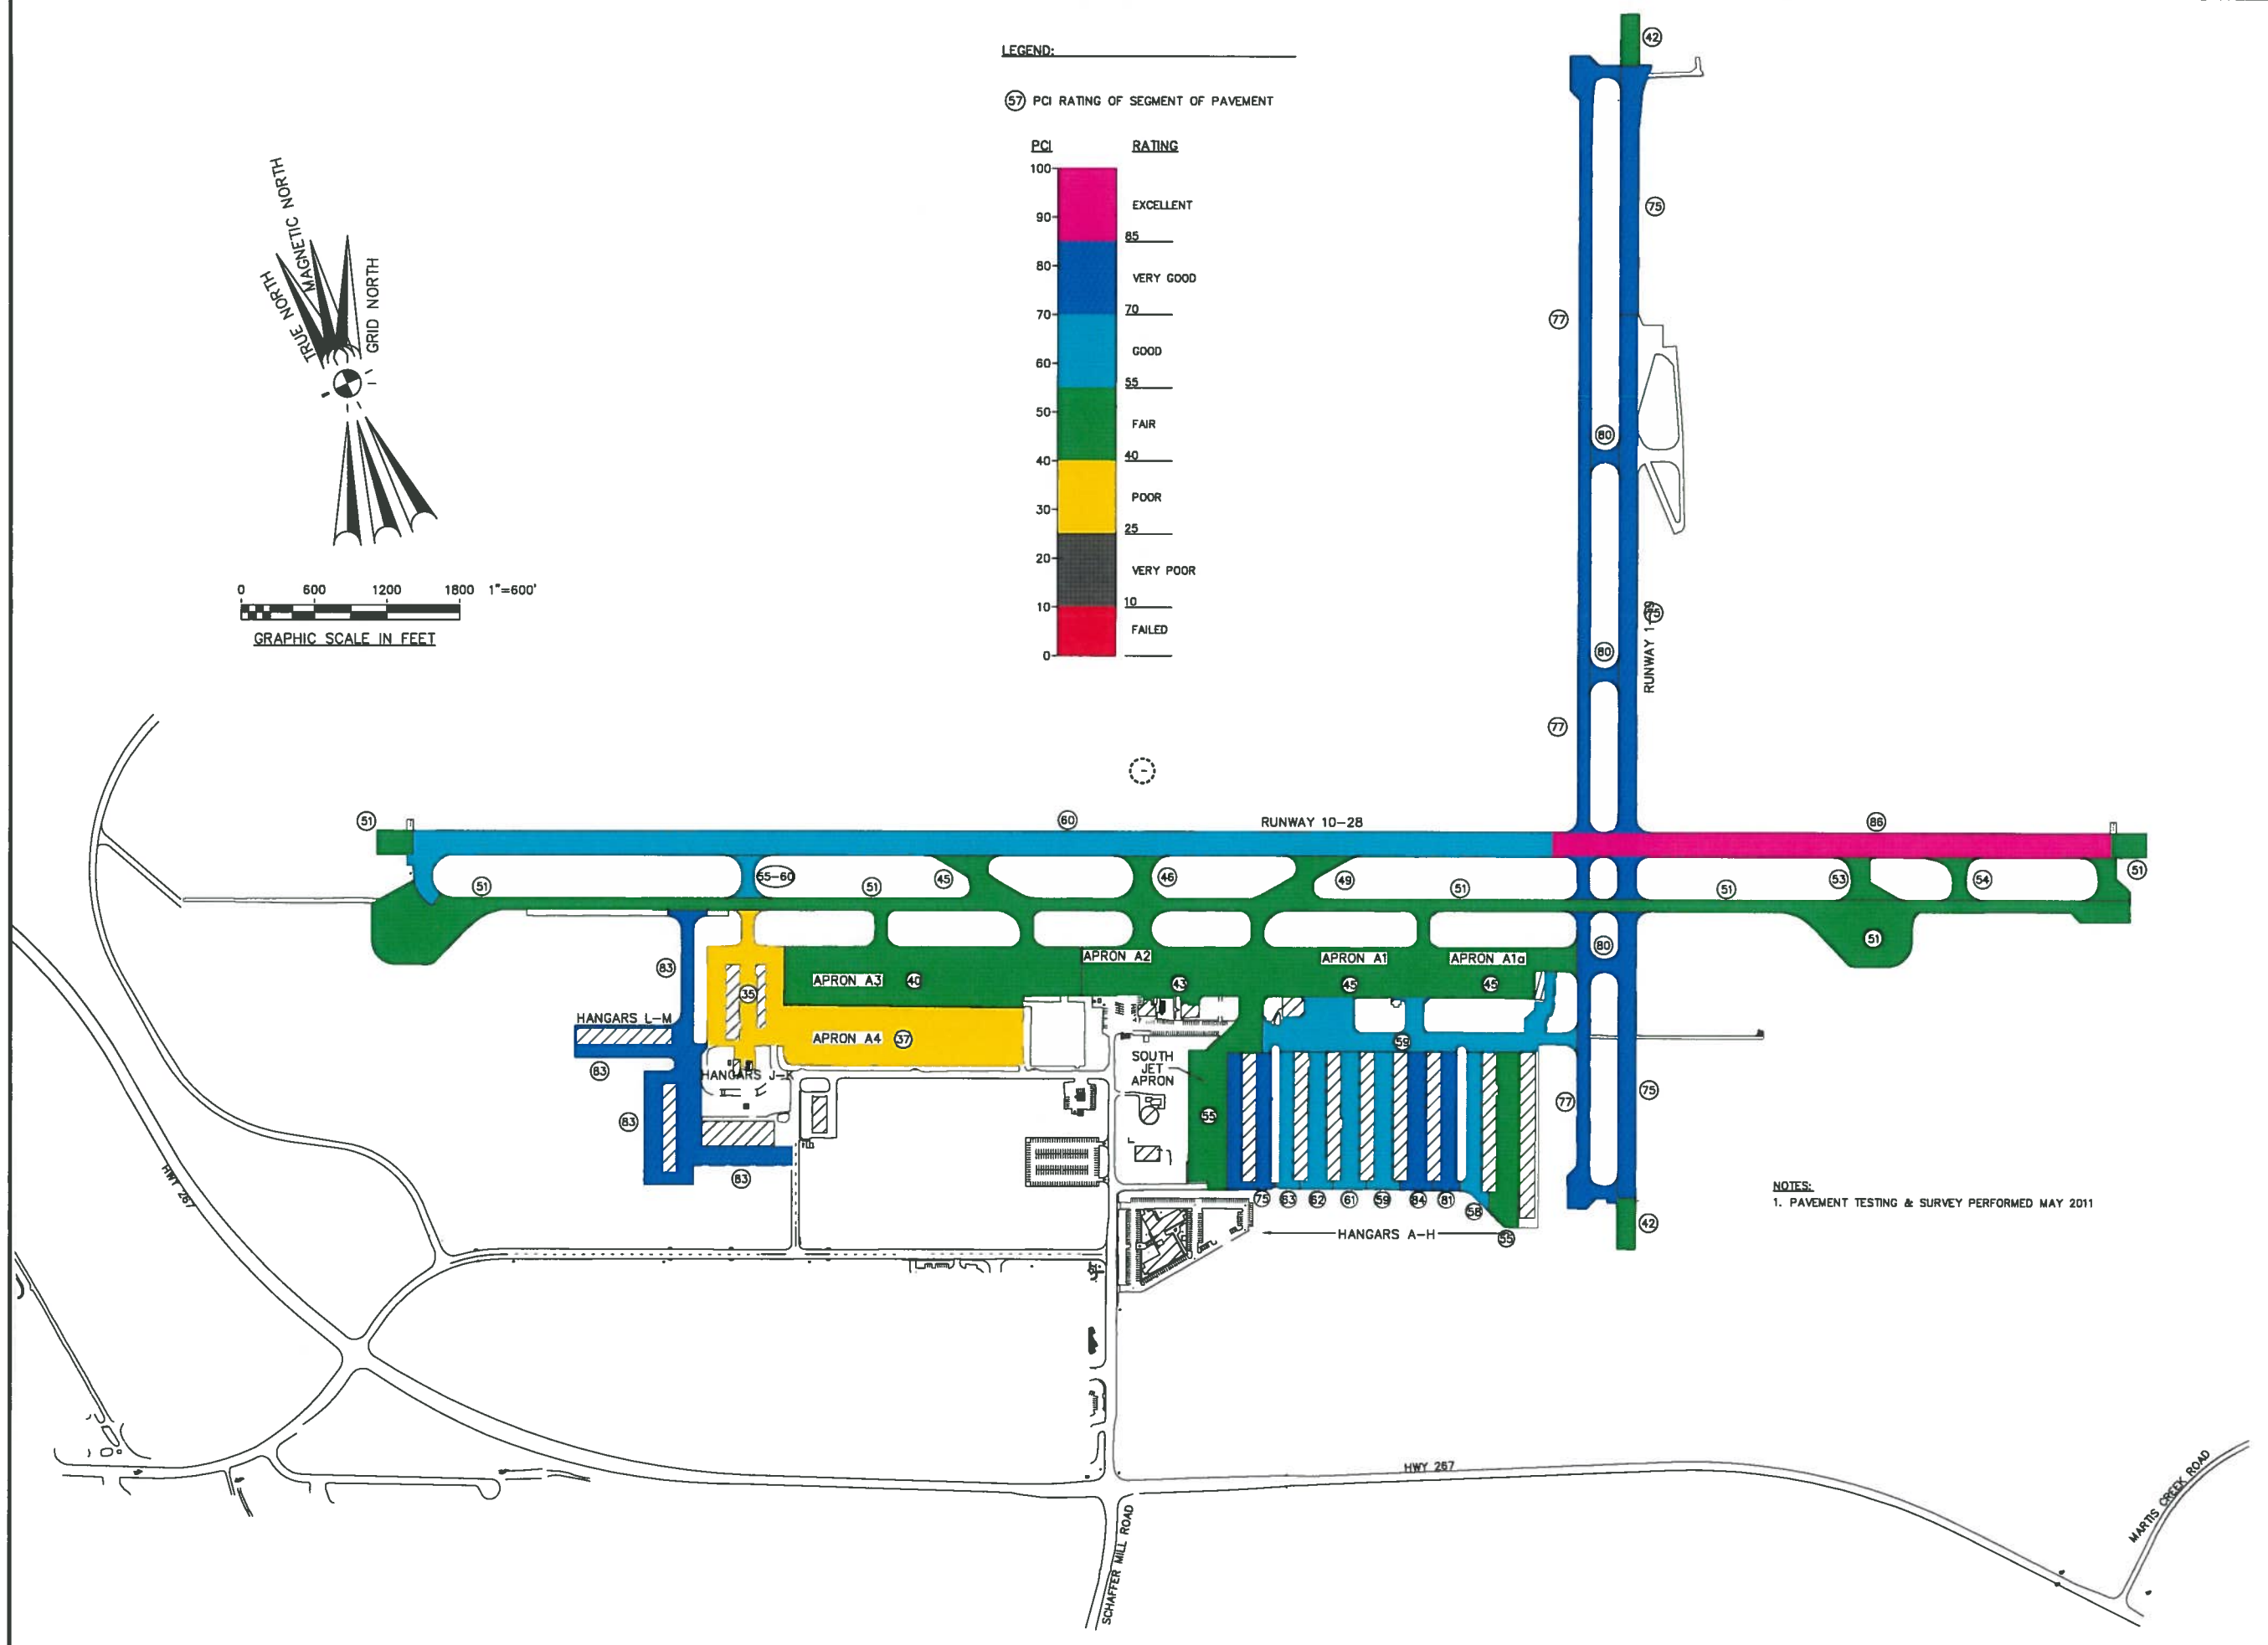 LEGEND:
57 PCI RATING OF SEGMENT OF PAVEMENT
PCI
RATING
100
90
80
70
60
50
40
30
20
10
0
EXCELLENT
85
VERY GOOD
70
GOOD
55
FAIR
40
POOR
25
VERY POOR
10
FAILED
TRUE NORTH
MAGNETIC NORTH
GRID NORTH
0 600 1200 1800 1"=600'
GRAPHIC SCALE IN FEET
42
75
77
80
75
80
RUNWAY 1-19
77
51
60
RUNWAY 10-28
86
51
55-60
51
45
46
49
51
51
53
54
51
51
83
35
APRON A3 40
APRON A2
43
APRON A1
45
APRON A1a
45
80
HANGARS L-M
83
APRON A4 37
HANGARS J-K
59
SOUTH
JET
APRON
55
77
75
83
83
75 63 62 61 59 84 81
58
55
HANGARS A-H
42
NOTES:
1. PAVEMENT TESTING & SURVEY PERFORMED MAY 2011
HWY 267
HWY 267
SCHAFFER MILL ROAD
MARTIS CREEK ROAD